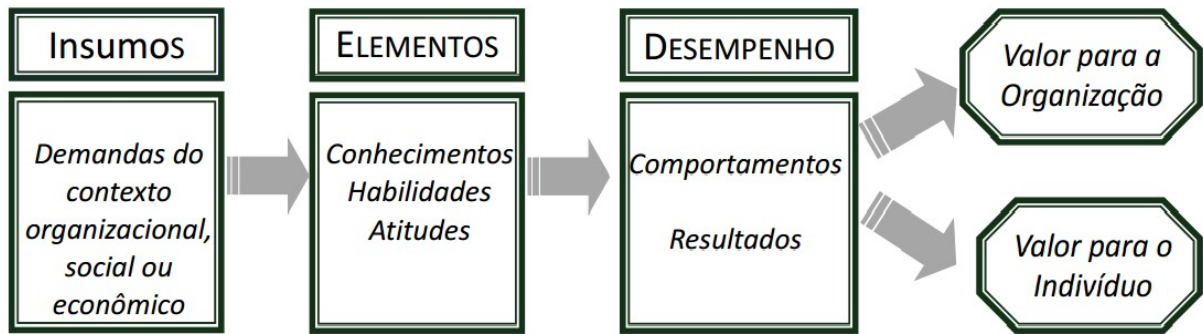 Insumos
Demandas do
contexto
organizacional,
social ou
econômico
ELEMENTOS
Conhecimentos
Habilidades
Atitudes
DESEMPENHO
Comportamentos
Resultados
Valor para a
Organização
Valor para o
Indivíduo